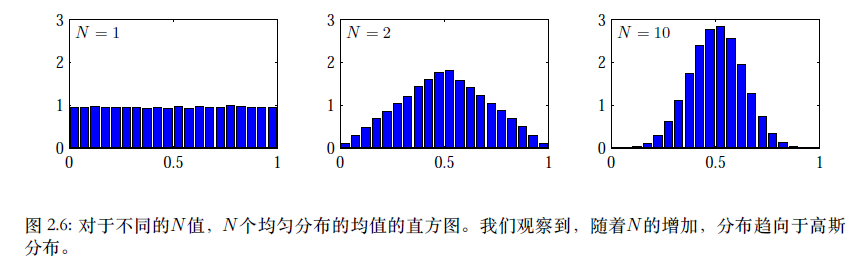 3 N = 1 3 N = 2 3 N = 10
2 2 2
1 1 1
0 0 0
0 0.5 1 0 0.5 1 0 0.5 1
图 2.6: 对于不同的N值，N个均匀分布的均值的直方图。我们观察到，随着N的增加，分布趋向于高斯
分布。